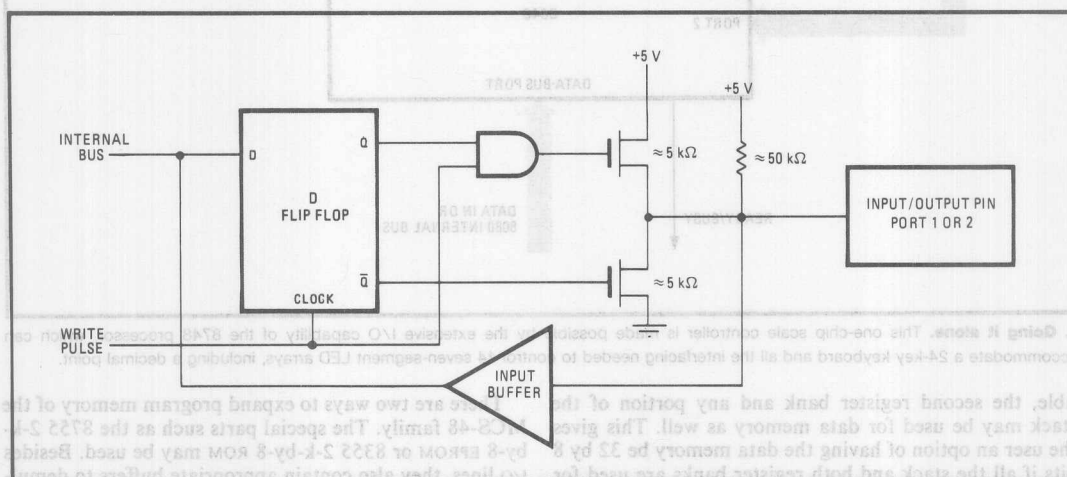 +5 V
+5 V
INTERNAL BUS
D
Q
≈5 kΩ
≈50 kΩ
D
FLIP FLOP
INPUT/OUTPUT PIN
PORT 1 OR 2
Q̅
≈5 kΩ
CLOCK
WRITE PULSE
INPUT
BUFFER
PORT 2
DATA-BUS PORT
READY/BUSY
DATA IN OR
8080 INTERNAL BUS
Going it alone. This one-chip scale controller is made possible by the extensive I/O capability of the 8748 processor, which can
accommodate a 24-key keyboard and all the interfacing needed to control 14 seven-segment LED arrays, including a decimal point.
able, the second register bank and any portion of the
stack may be used for data memory as well. This gives
the user an option of having the data memory be 32 by 8
bits if all the stack and both register banks are used for
There are two ways to expand program memory of the
MCS-48 family. The special parts such as the 8755 2-k-
by-8 EPROM or 8355 2-k-by-8 ROM may be used. Besides
I/O lines, they also contain appropriate buffers to demul-